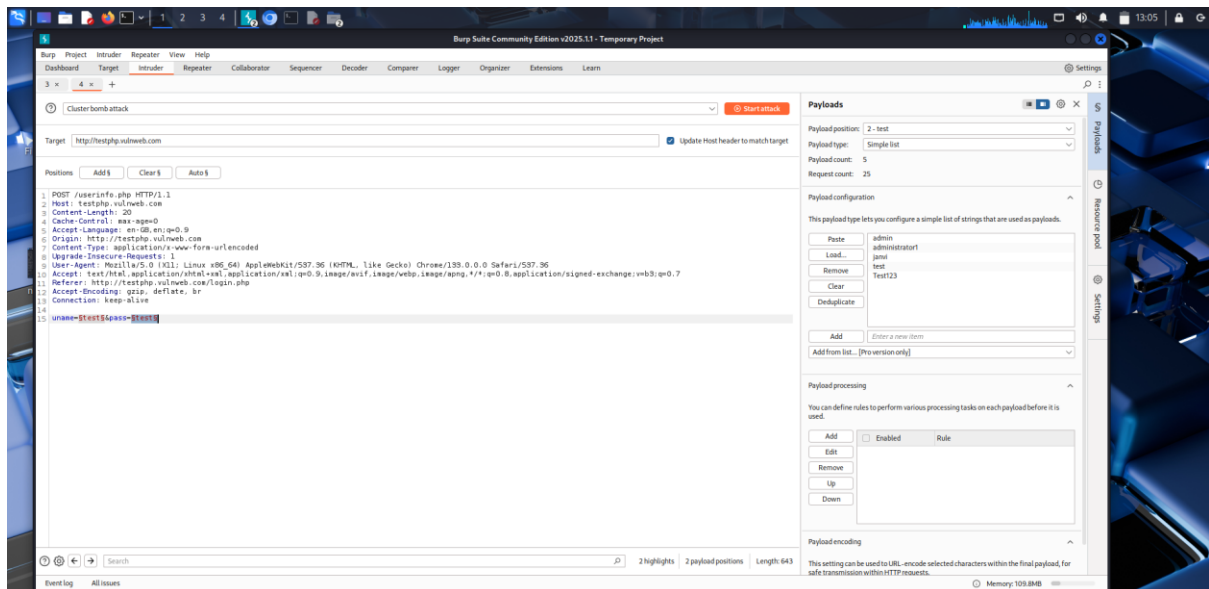 1 2 3 4
13:05
Burp Suite Community Edition v2025.1.1 - Temporary Project
Burp Project Intruder Repeater View Help
Dashboard Target Intruder Repeater Collaborator Sequencer Decoder Comparer Logger Organizer Extensions Learn
Settings
3 × 4 × +
Cluster bomb attack
Start attack
Target http://testphp.vulnweb.com
Update Host header to match target
Positions Add § Clear § Auto §
1 POST /userinfo.php HTTP/1.1
2 Host: testphp.vulnweb.com
3 Content-Length: 20
4 Cache-Control: max-age=0
5 Accept-Language: en-GB,en;q=0.9
6 Origin: http://testphp.vulnweb.com
7 Content-Type: application/x-www-form-urlencoded
8 Upgrade-Insecure-Requests: 1
9 User-Agent: Mozilla/5.0 (X11; Linux x86_64) AppleWebKit/537.36 (KHTML, like Gecko) Chrome/133.0.0.0 Safari/537.36
10 Accept: text/html,application/xhtml+xml,application/xml;q=0.9,image/avif,image/webp,image/apng,*/*;q=0.8,application/signed-exchange;v=b3;q=0.7
11 Referer: http://testphp.vulnweb.com/login.php
12 Accept-Encoding: gzip, deflate, br
13 Connection: keep-alive
14
15 uname=§test§&pass=§test§
Search
2 highlights 2 payload positions Length: 643
Event log All issues
Memory: 109.8MB
Payloads
Payload position: 2 - test
Payload type: Simple list
Payload count: 5
Request count: 25
Payload configuration
This payload type lets you configure a simple list of strings that are used as payloads.
Paste
Load...
Remove
Clear
Deduplicate
admin
administrator1
janvi
test
Test123
Add Enter a new item
Add from list... [Pro version only]
Payload processing
You can define rules to perform various processing tasks on each payload before it is
used.
Add
Edit
Remove
Up
Down
Enabled Rule
Payload encoding
This setting can be used to URL-encode selected characters within the final payload, for
safe transmission within HTTP requests.
Payloads
Resource pool
Settings